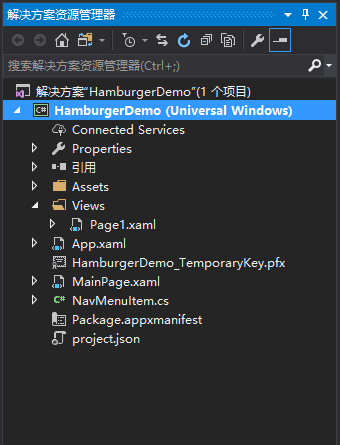 解决方案资源管理器
搜索解决方案资源管理器(Ctrl+;)
解决方案"HamburgerDemo"(1 个项目)
C# HamburgerDemo (Universal Windows)
Connected Services
Properties
引用
Assets
Views
Page1.xaml
App.xaml
HamburgerDemo_TemporaryKey.pfx
MainPage.xaml
C# NavMenuItem.cs
Package.appxmanifest
project.json